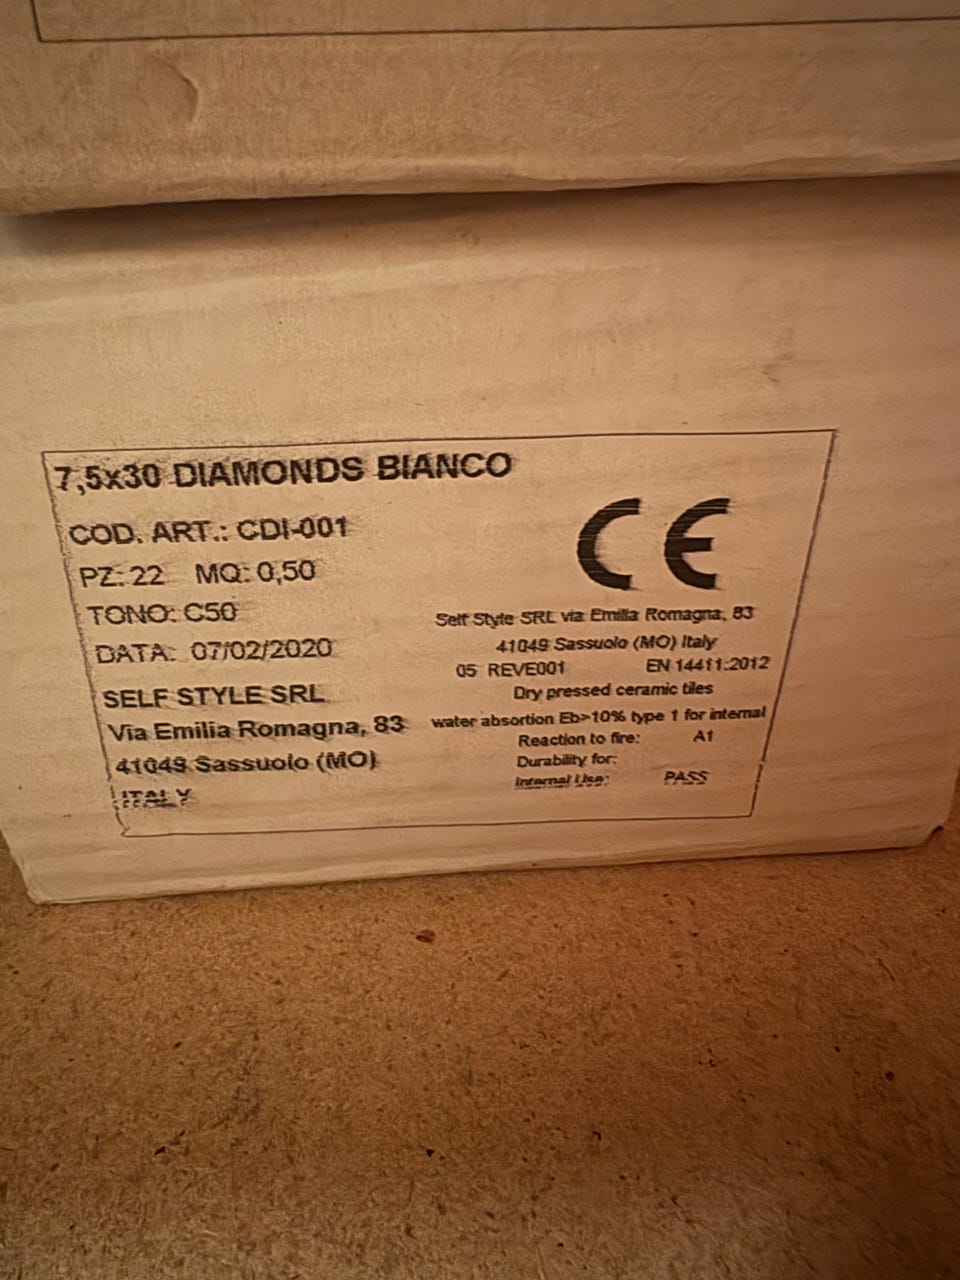 7,5x30 DIAMONDS BIANCO
COD. ART.: CDI-001
PZ: 22 MQ: 0,50
TONO: C50
DATA: 07/02/2020
SELF STYLE SRL
Via Emilia Romagna, 83
41049 Sassuolo (MO)
ITALY
CE
Self Style SRL via Emilia Romagna, 83
41049 Sassuolo (MO) Italy
05 REVE001 EN 14411:2012
Dry pressed ceramic tiles
water absortion Eb>10% type 1 for internal
Reaction to fire: A1
Durability for:
Internal Use: PASS